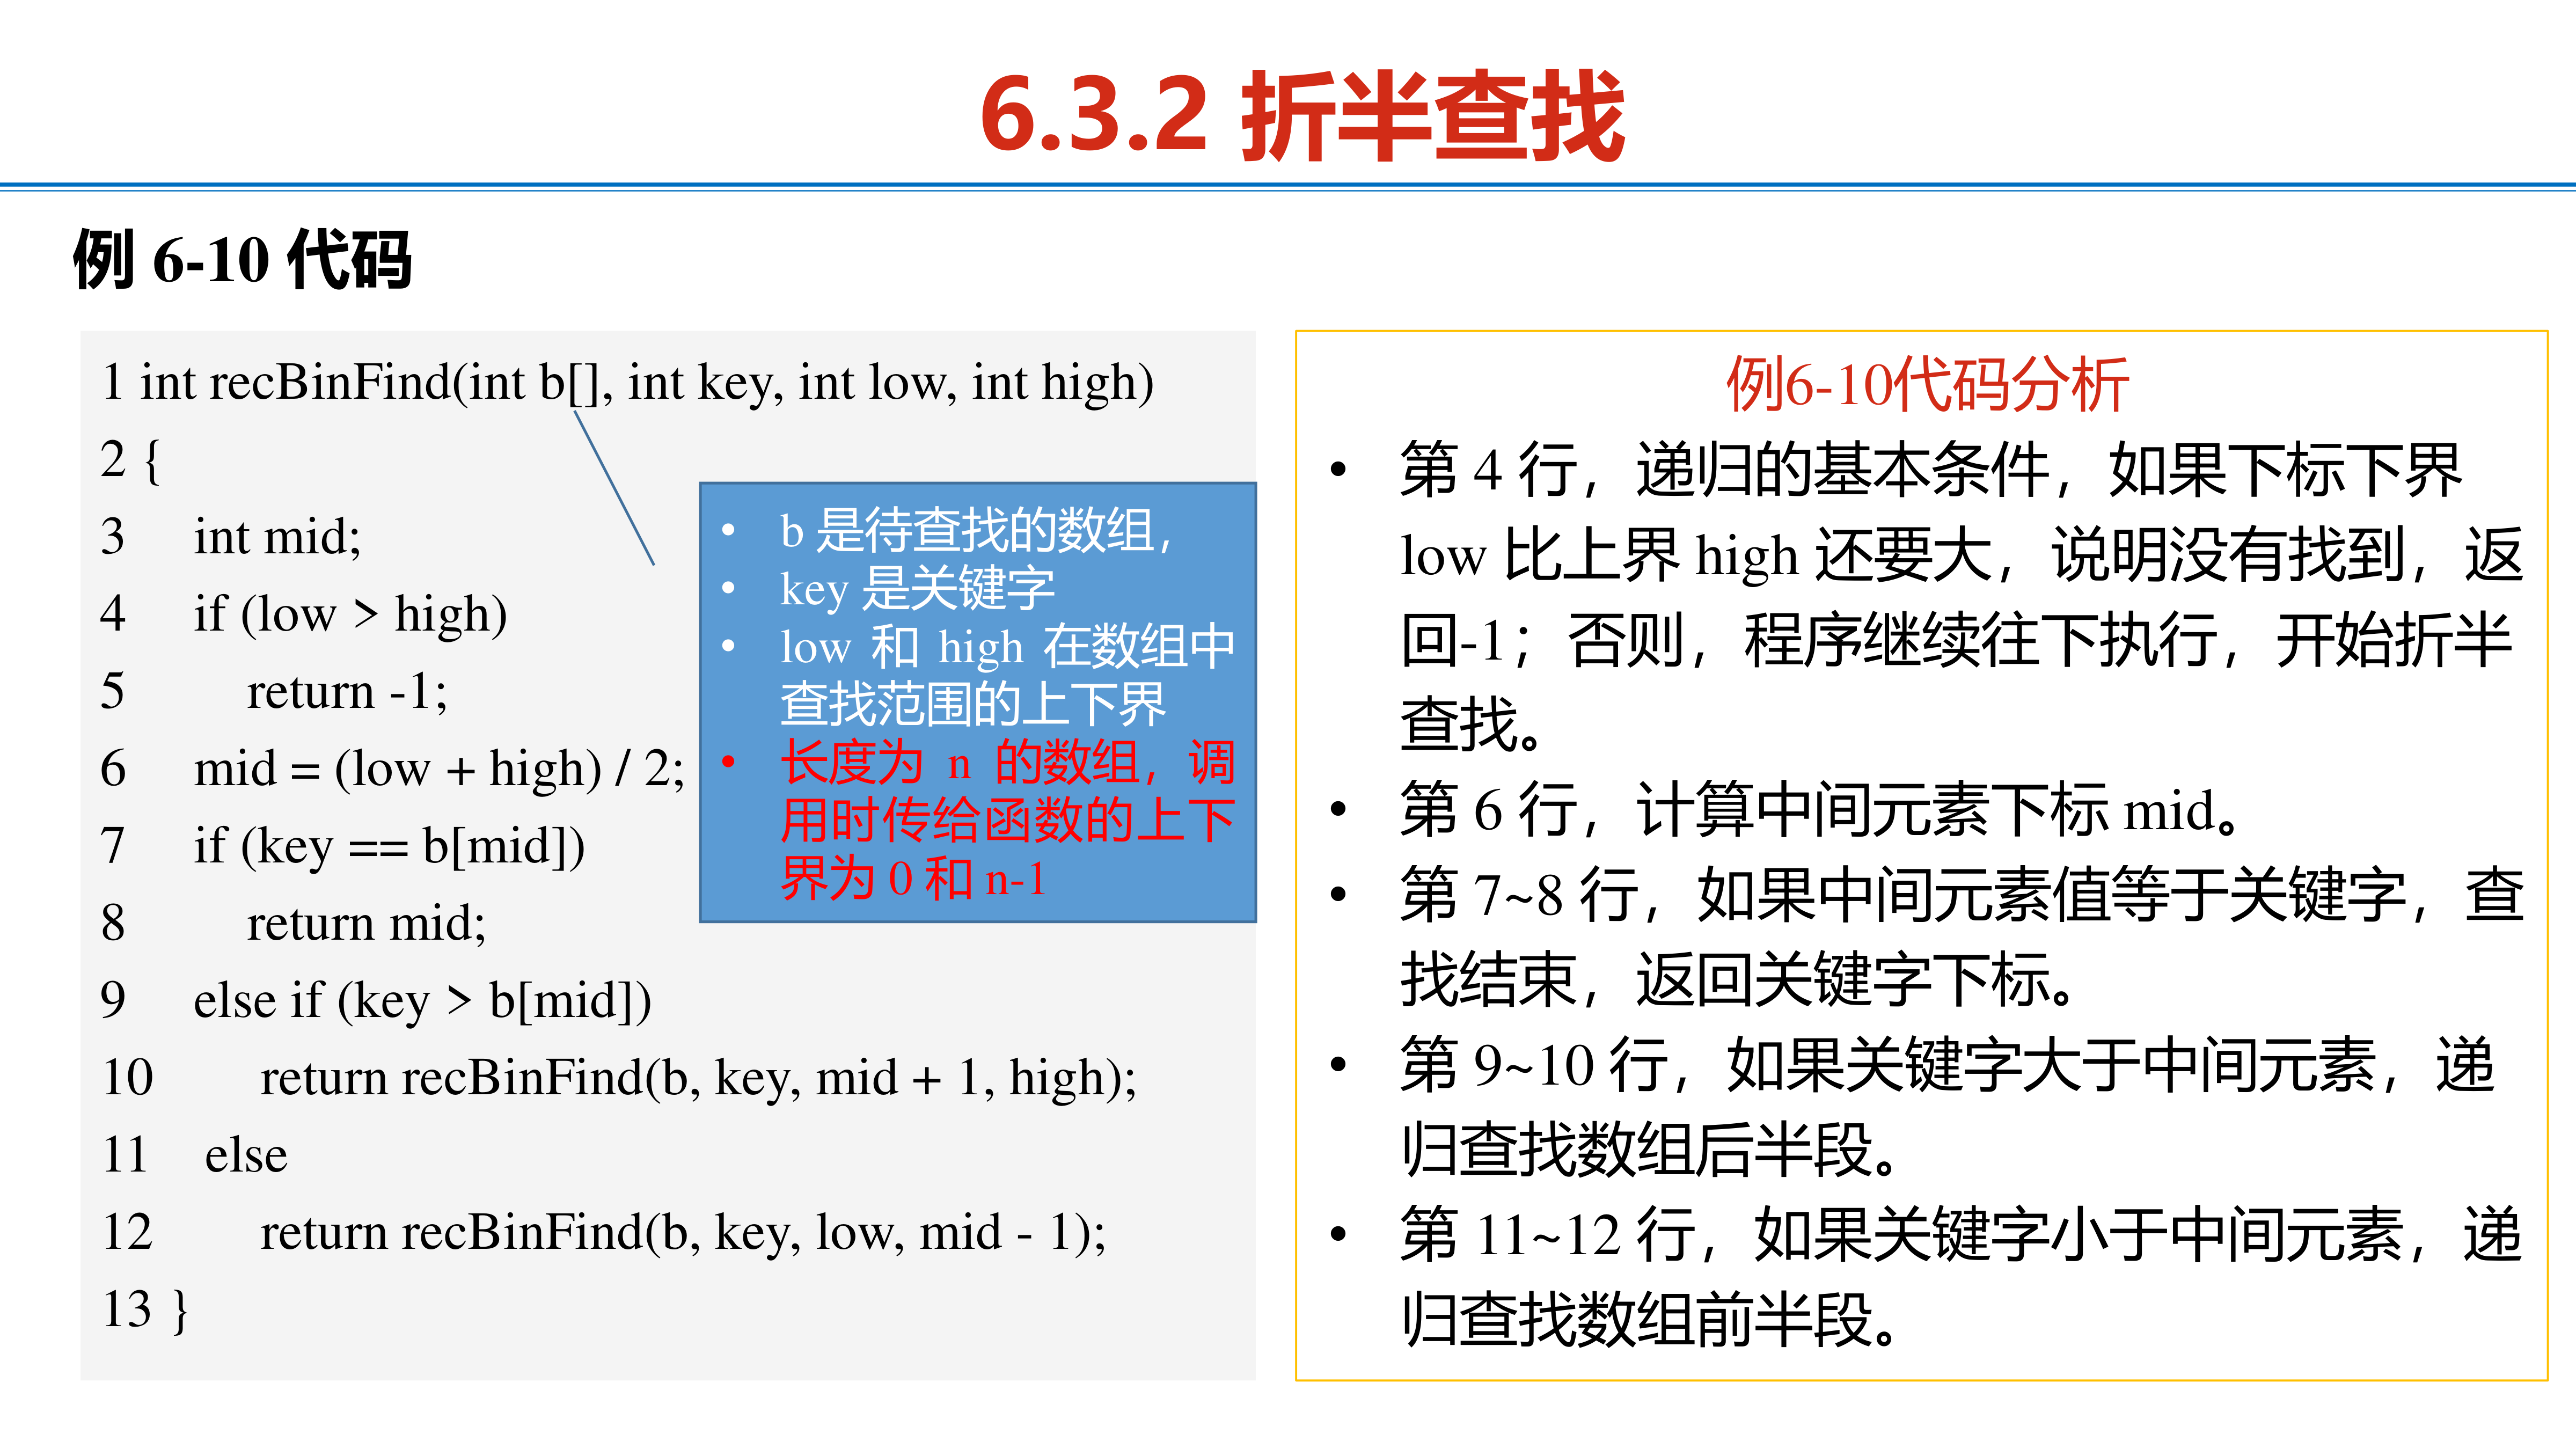 6.3.2 折半查找
例 6-10 代码
1 int recBinFind(int b[], int key, int low, int high)
2 {
3 int mid;
4 if (low > high)
5 return -1;
6 mid = (low + high) / 2;
7 if (key == b[mid])
8 return mid;
9 else if (key > b[mid])
10 return recBinFind(b, key, mid + 1, high);
11 else
12 return recBinFind(b, key, low, mid - 1);
13 }
• b 是待查找的数组，
• key 是关键字
• low 和 high 在数组中
查找范围的上下界
• 长度为 n 的数组，调
用时传给函数的上下
界为 0 和 n-1
例6-10代码分析
• 第 4 行，递归的基本条件，如果下标下界
low 比上界 high 还要大，说明没有找到，返
回-1；否则，程序继续往下执行，开始折半
查找。
• 第 6 行，计算中间元素下标 mid。
• 第 7~8 行，如果中间元素值等于关键字，查
找结束，返回关键字下标。
• 第 9~10 行，如果关键字大于中间元素，递
归查找数组后半段。
• 第 11~12 行，如果关键字小于中间元素，递
归查找数组前半段。